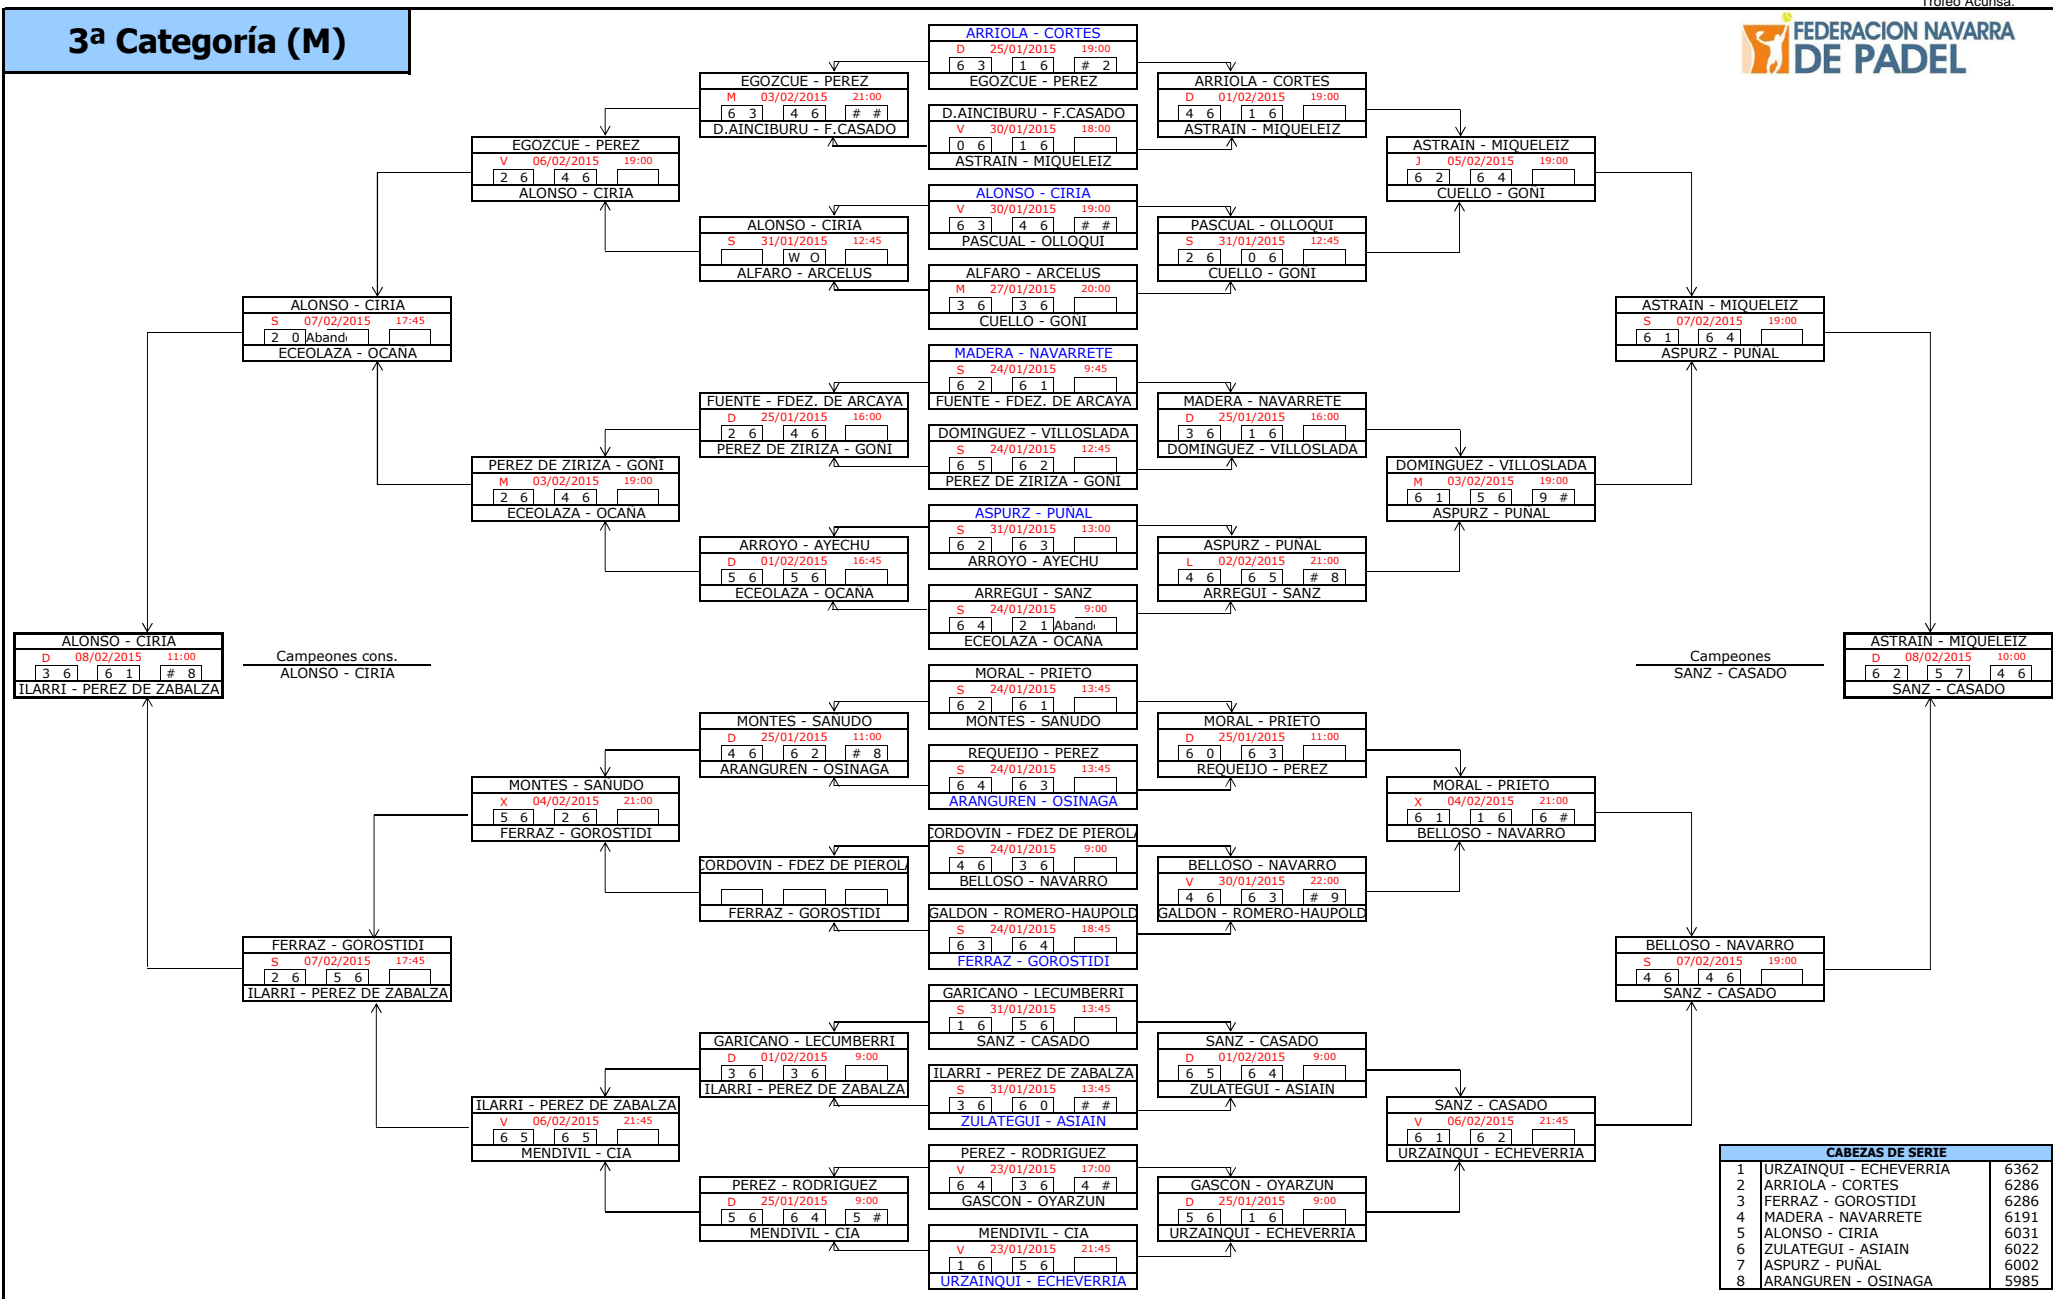 Trofeo Acunsa.
3ª Categoría (M)
FEDERACION NAVARRA
DE PADEL
ALONSO - CIRIA
D 08/02/2015 11:00
3 6 6 1 # 8
ILARRI - PEREZ DE ZABALZA
Campeones cons.
ALONSO - CIRIA
ALONSO - CIRIA
S 07/02/2015 17:45
2 0 Aband
ECEOLAZA - OCAÑA
FERRAZ - GOROSTIDI
S 07/02/2015 17:45
2 6 5 6
ILARRI - PEREZ DE ZABALZA
EGOZCUE - PEREZ
V 06/02/2015 19:00
2 6 4 6
ALONSO - CIRIA
PEREZ DE ZIRIZA - GOÑI
M 03/02/2015 19:00
2 6 4 6
ECEOLAZA - OCAÑA
MONTES - SAÑUDO
X 04/02/2015 21:00
5 6 2 6
FERRAZ - GOROSTIDI
ILARRI - PEREZ DE ZABALZA
V 06/02/2015 21:45
6 5 6 5
MENDIVIL - CIA
EGOZCUE - PEREZ
M 03/02/2015 21:00
6 3 4 6 # #
D.AINCIBURU - F.CASADO
ALONSO - CIRIA
S 31/01/2015 12:45
W O
ALFARO - ARCELUS
FUENTE - FDEZ. DE ARCAYA
D 25/01/2015 16:00
2 6 4 6
PEREZ DE ZIRIZA - GOÑI
ARROYO - AYECHU
D 01/02/2015 16:45
5 6 5 6
ECEOLAZA - OCAÑA
MONTES - SAÑUDO
D 25/01/2015 11:00
4 6 6 2 # 8
ARANGUREN - OSINAGA
CORDOVIN - FDEZ DE PIEROLA
FERRAZ - GOROSTIDI
GARICANO - LECUMBERRI
D 01/02/2015 9:00
3 6 3 6
ILARRI - PEREZ DE ZABALZA
PEREZ - RODRIGUEZ
D 25/01/2015 9:00
5 6 6 4 5 #
MENDIVIL - CIA
ARRIOLA - CORTES
D 25/01/2015 19:00
6 3 1 6 # 2
EGOZCUE - PEREZ
D.AINCIBURU - F.CASADO
V 30/01/2015 18:00
0 6 1 6
ASTRAIN - MIQUELEIZ
ALONSO - CIRIA
V 30/01/2015 19:00
6 3 4 6 # #
PASCUAL - OLLOQUI
ALFARO - ARCELUS
M 27/01/2015 20:00
3 6 3 6
CUELLO - GOÑI
MADERA - NAVARRETE
S 24/01/2015 9:45
6 2 6 1
FUENTE - FDEZ. DE ARCAYA
DOMINGUEZ - VILLOSLADA
S 24/01/2015 12:45
6 5 6 2
PEREZ DE ZIRIZA - GOÑI
ASPURZ - PUÑAL
S 31/01/2015 13:00
6 2 6 3
ARROYO - AYECHU
ARREGUI - SANZ
S 24/01/2015 9:00
6 4 2 1 Aband
ECEOLAZA - OCAÑA
MORAL - PRIETO
S 24/01/2015 13:45
6 2 6 1
MONTES - SAÑUDO
REQUEIJO - PEREZ
S 24/01/2015 13:45
6 4 6 3
ARANGUREN - OSINAGA
CORDOVIN - FDEZ DE PIEROLA
S 24/01/2015 9:00
4 6 3 6
BELLOSO - NAVARRO
GALDON - ROMERO-HAUPOLD
S 24/01/2015 18:45
6 3 6 4
FERRAZ - GOROSTIDI
GARICANO - LECUMBERRI
S 31/01/2015 13:45
1 6 5 6
SANZ - CASADO
ILARRI - PEREZ DE ZABALZA
S 31/01/2015 13:45
3 6 6 0 # #
ZULATEGUI - ASIAIN
PEREZ - RODRIGUEZ
V 23/01/2015 17:00
6 4 3 6 4 #
GASCON - OYARZUN
MENDIVIL - CIA
V 23/01/2015 21:45
1 6 5 6
URZAINQUI - ECHEVERRIA
ARRIOLA - CORTES
D 01/02/2015 19:00
4 6 1 6
ASTRAIN - MIQUELEIZ
PASCUAL - OLLOQUI
S 31/01/2015 12:45
2 6 0 6
CUELLO - GOÑI
MADERA - NAVARRETE
D 25/01/2015 16:00
3 6 1 6
DOMINGUEZ - VILLOSLADA
ASPURZ - PUÑAL
L 02/02/2015 21:00
4 6 6 5 # 8
ARREGUI - SANZ
MORAL - PRIETO
D 25/01/2015 11:00
6 0 6 3
REQUEIJO - PEREZ
BELLOSO - NAVARRO
V 30/01/2015 22:00
4 6 6 3 # 9
GALDON - ROMERO-HAUPOLD
SANZ - CASADO
D 01/02/2015 9:00
6 5 6 4
ZULATEGUI - ASIAIN
GASCON - OYARZUN
D 25/01/2015 9:00
5 6 1 6
URZAINQUI - ECHEVERRIA
ASTRAIN - MIQUELEIZ
J 05/02/2015 19:00
6 2 6 4
CUELLO - GOÑI
DOMINGUEZ - VILLOSLADA
M 03/02/2015 19:00
6 1 5 6 9 #
ASPURZ - PUÑAL
MORAL - PRIETO
X 04/02/2015 21:00
6 1 1 6 6 #
BELLOSO - NAVARRO
SANZ - CASADO
V 06/02/2015 21:45
6 1 6 2
URZAINQUI - ECHEVERRIA
ASTRAIN - MIQUELEIZ
S 07/02/2015 19:00
6 1 6 4
ASPURZ - PUÑAL
BELLOSO - NAVARRO
S 07/02/2015 19:00
4 6 4 6
SANZ - CASADO
Campeones
SANZ - CASADO
ASTRAIN - MIQUELEIZ
D 08/02/2015 10:00
6 2 5 7 4 6
SANZ - CASADO
CABEZAS DE SERIE
1 URZAINQUI - ECHEVERRIA 6362
2 ARRIOLA - CORTES 6286
3 FERRAZ - GOROSTIDI 6286
4 MADERA - NAVARRETE 6191
5 ALONSO - CIRIA 6031
6 ZULATEGUI - ASIAIN 6022
7 ASPURZ - PUÑAL 6002
8 ARANGUREN - OSINAGA 5985